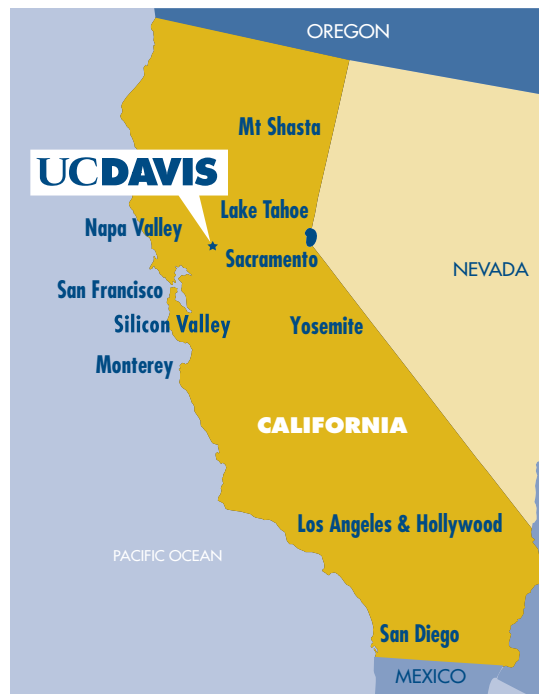 OREGON
Mt Shasta
UCDAVIS
Lake Tahoe
Napa Valley
Sacramento
NEVADA
San Francisco
Silicon Valley
Yosemite
Monterey
CALIFORNIA
Los Angeles & Hollywood
PACIFIC OCEAN
San Diego
MEXICO